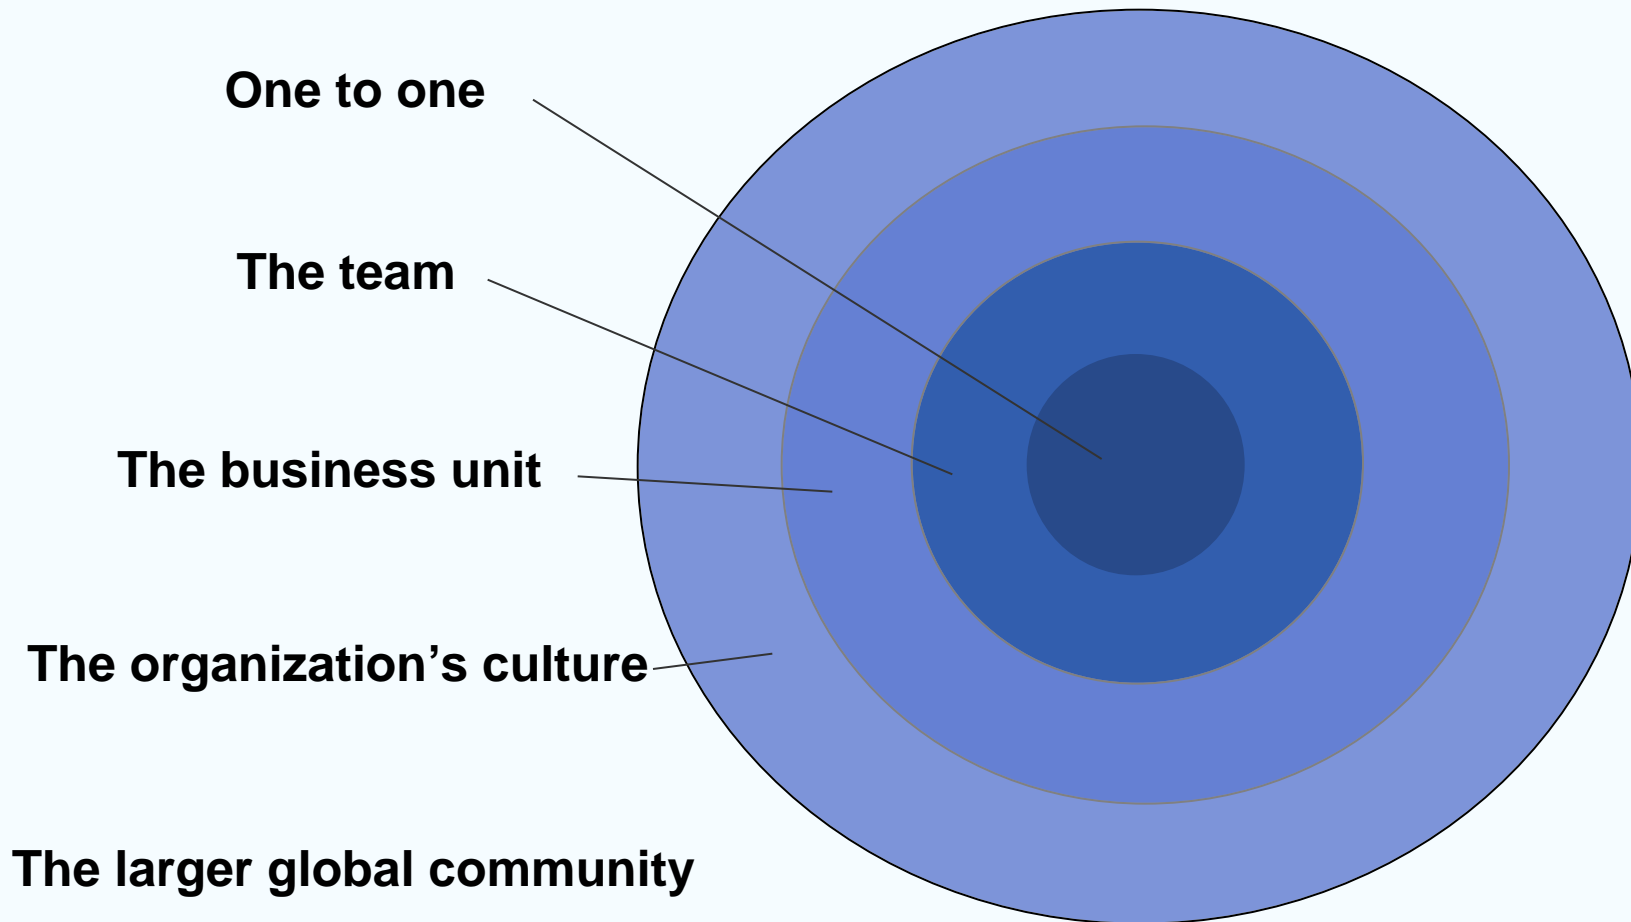 One to one
The team
The business unit
The organization’s culture
The larger global community